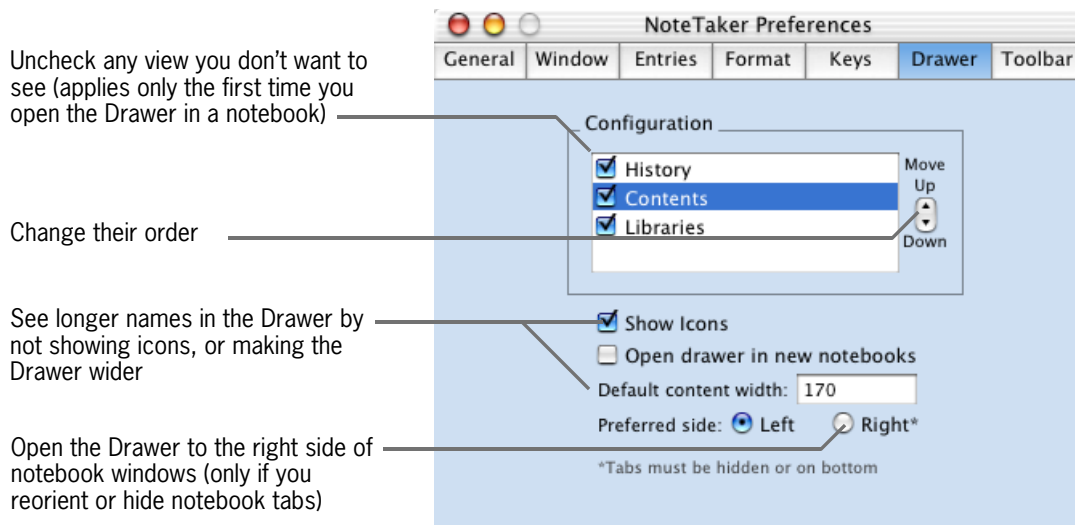 NoteTaker Preferences
General Window Entries Format Keys Drawer Toolbar
Uncheck any view you don't want to
see (applies only the first time you
open the Drawer in a notebook)
Configuration
History
Contents
Libraries
Move
Up
Down
Change their order
See longer names in the Drawer by
not showing icons, or making the
Drawer wider
Show Icons
Open drawer in new notebooks
Default content width: 170
Preferred side: Left Right*
*Tabs must be hidden or on bottom
Open the Drawer to the right side of
notebook windows (only if you
reorient or hide notebook tabs)